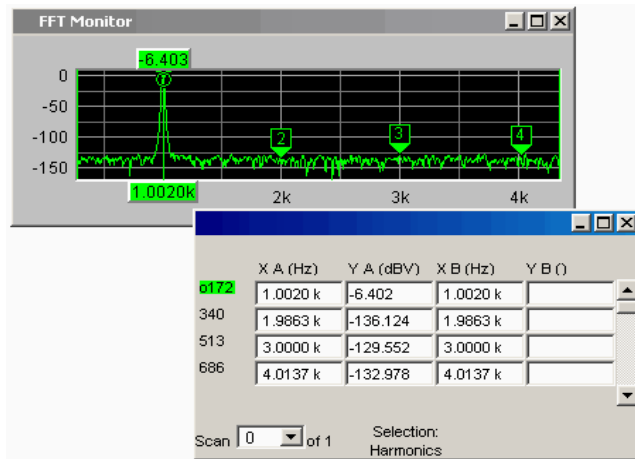 FFT Monitor
-6.403
0
-50
-100
-150
2
3
4
1.0020k
2k
3k
4k
X A (Hz) Y A (dBV) X B (Hz) Y B ()
o172 1.0020 k -6.402 1.0020 k
340 1.9863 k -136.124 1.9863 k
513 3.0000 k -129.552 3.0000 k
686 4.0137 k -132.978 4.0137 k
Scan 0 of 1 Selection:
Harmonics